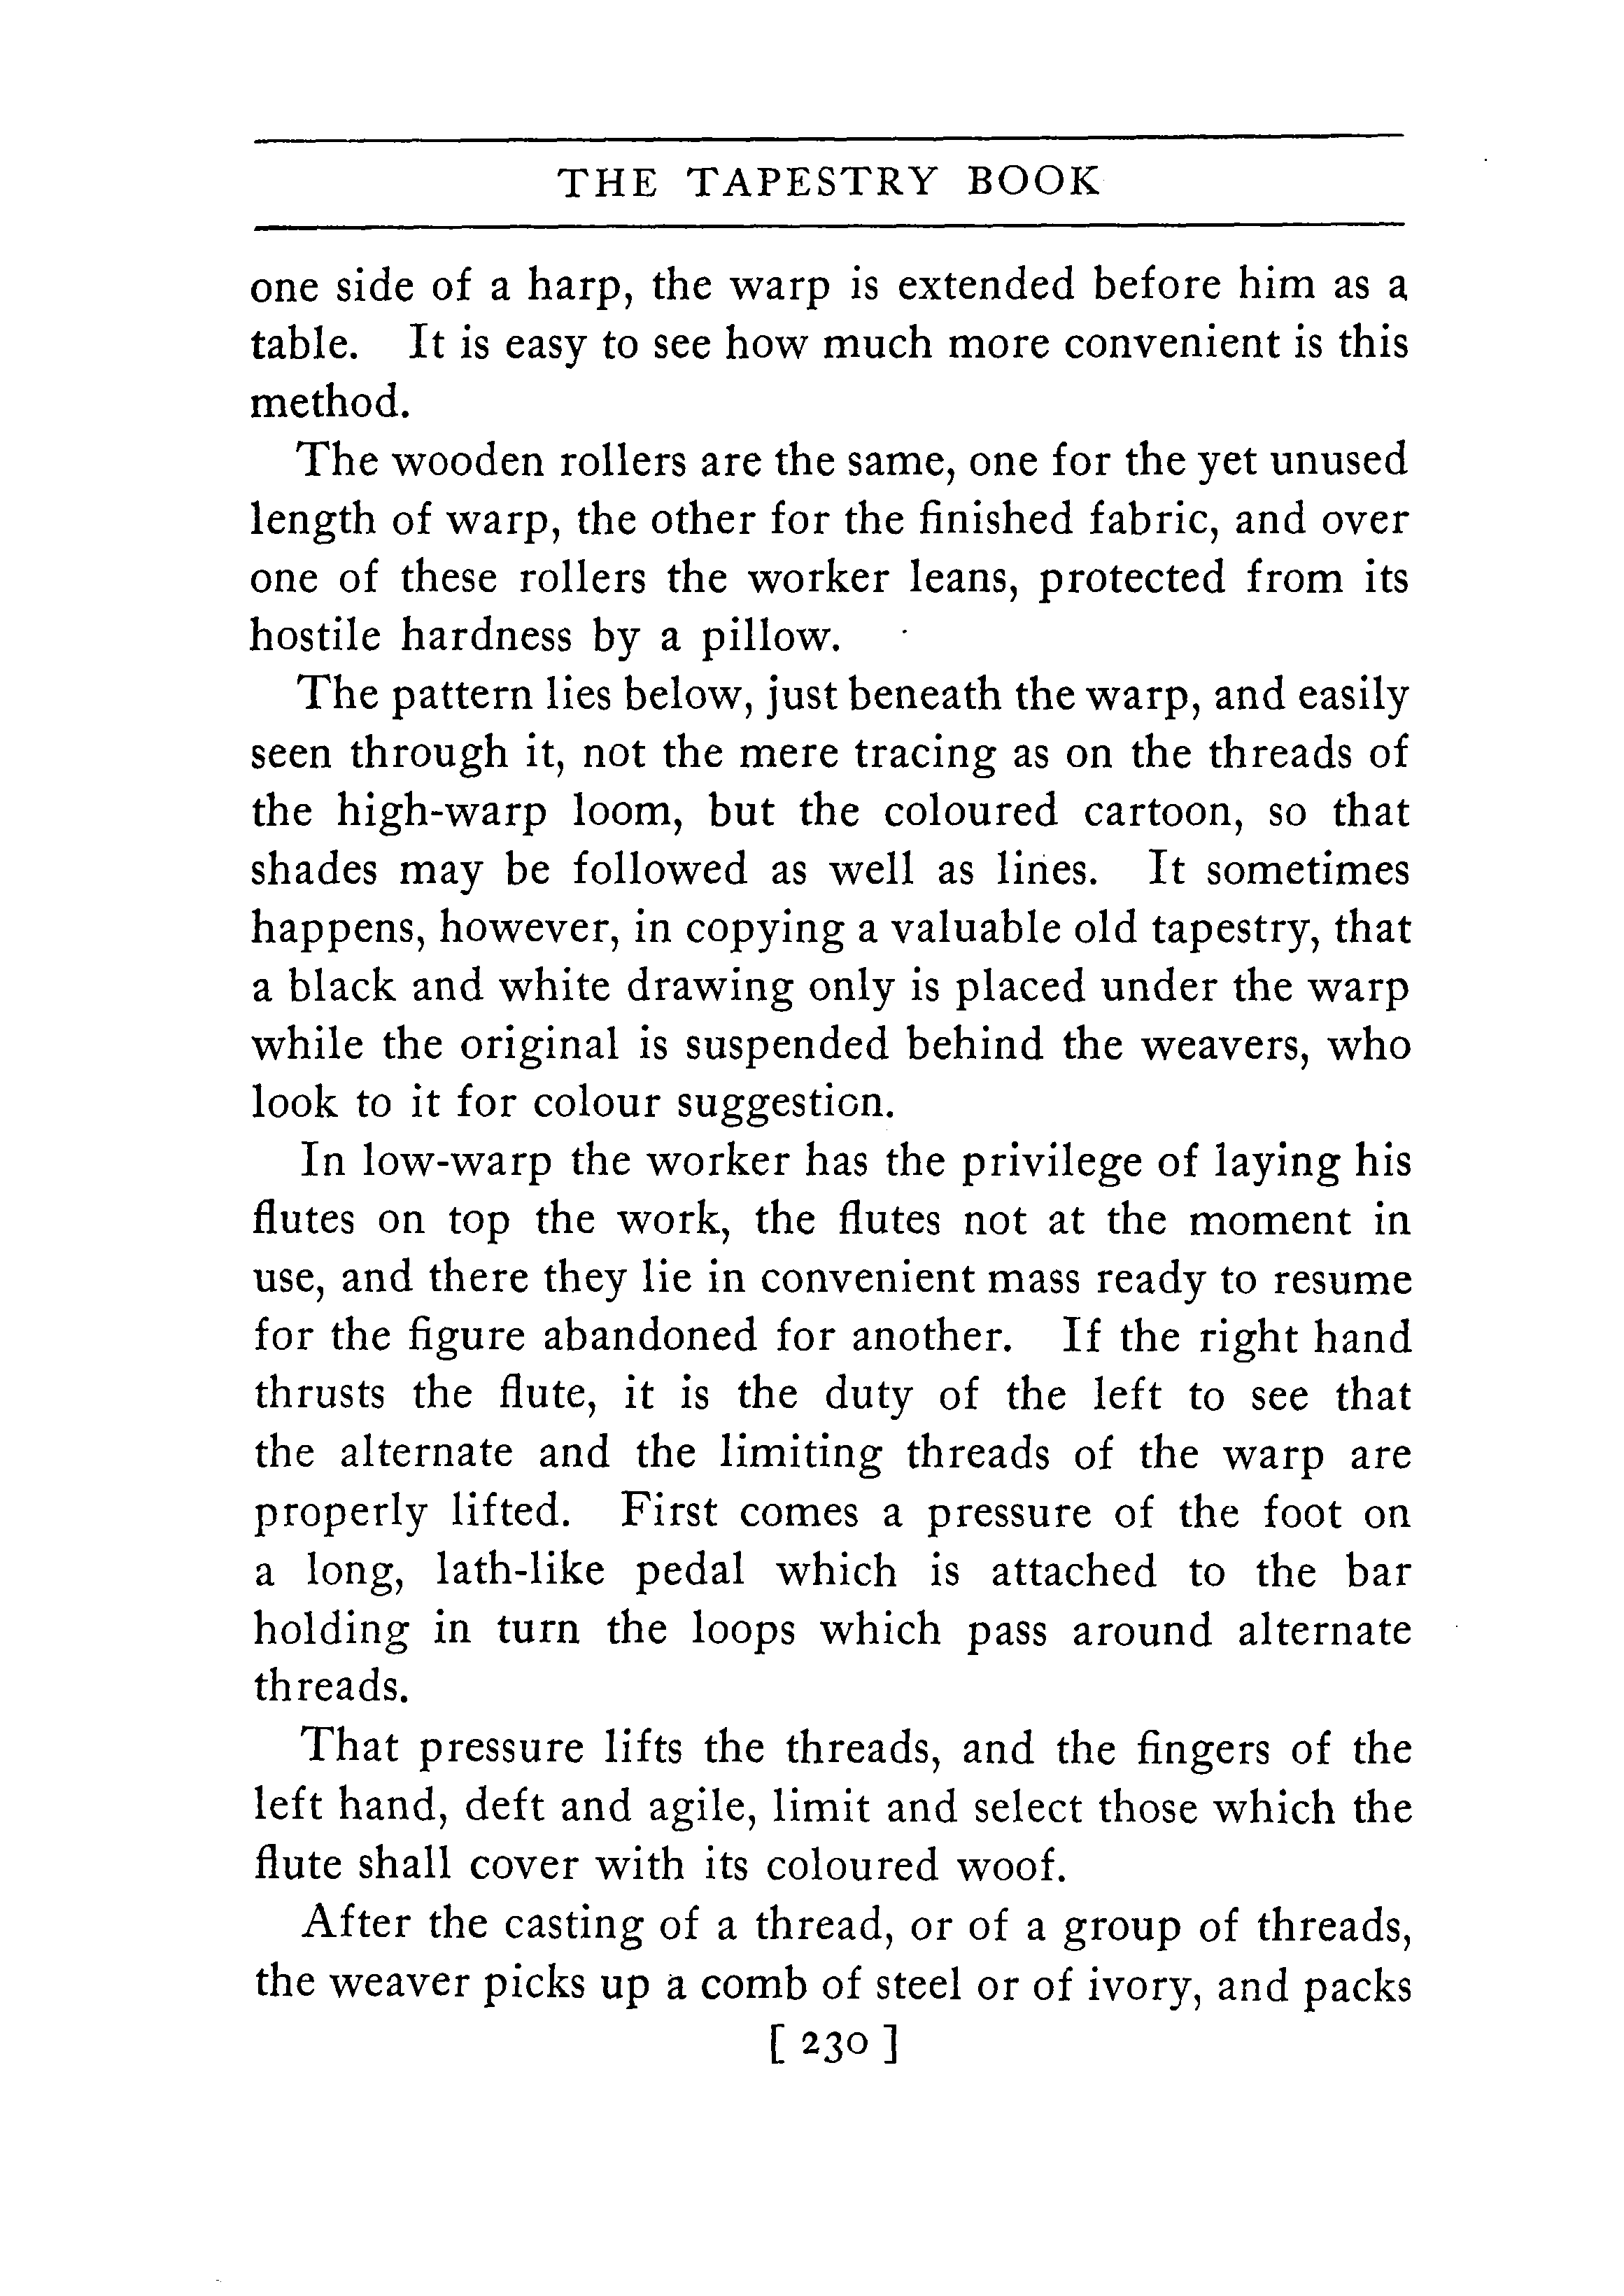 THE TAPESTRY BOOK
one side of a harp, the warp is extended before him as a
table. It is easy to see how much more convenient is this
method.
The wooden rollers are the same, one for the yet unused
length of warp, the other for the finished fabric, and over
one of these rollers the worker leans, protected from its
hostile hardness by a pillow.
The pattern lies below, just beneath the warp, and easily
seen through it, not the mere tracing as on the threads of
the high-warp loom, but the coloured cartoon, so that
shades may be followed as well as lines. It sometimes
happens, however, in copying a valuable old tapestry, that
a black and white drawing only is placed under the warp
while the original is suspended behind the weavers, who
look to it for colour suggestion.
In low-warp the worker has the privilege of laying his
flutes on top the work, the flutes not at the moment in
use, and there they lie in convenient mass ready to resume
for the figure abandoned for another. If the right hand
thrusts the flute, it is the duty of the left to see that
the alternate and the limiting threads of the warp are
properly lifted. First comes a pressure of the foot on
a long, lath-like pedal which is attached to the bar
holding in turn the loops which pass around alternate
threads.
That pressure lifts the threads, and the fingers of the
left hand, deft and agile, limit and select those which the
flute shall cover with its coloured woof.
After the casting of a thread, or of a group of threads,
the weaver picks up a comb of steel or of ivory, and packs
[ 230 ]